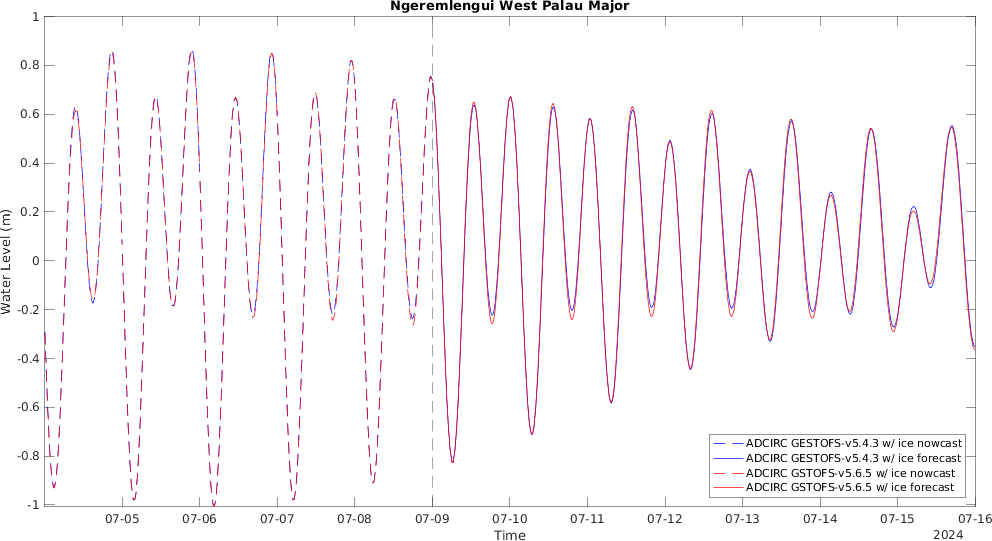 Ngeremlengui West Palau Major
1
0.8
0.6
0.4
0.2
0
-0.2
-0.4
-0.6
-0.8
-1
Water Level (m)
ADCIRC GESTOFS-v5.4.3 w/ ice nowcast
ADCIRC GESTOFS-v5.4.3 w/ ice forecast
ADCIRC GSTOFS-v5.6.5 w/ ice nowcast
ADCIRC GSTOFS-v5.6.5 w/ ice forecast
07-05 07-06 07-07 07-08 07-09 07-10 07-11 07-12 07-13 07-14 07-15 07-16
Time
2024